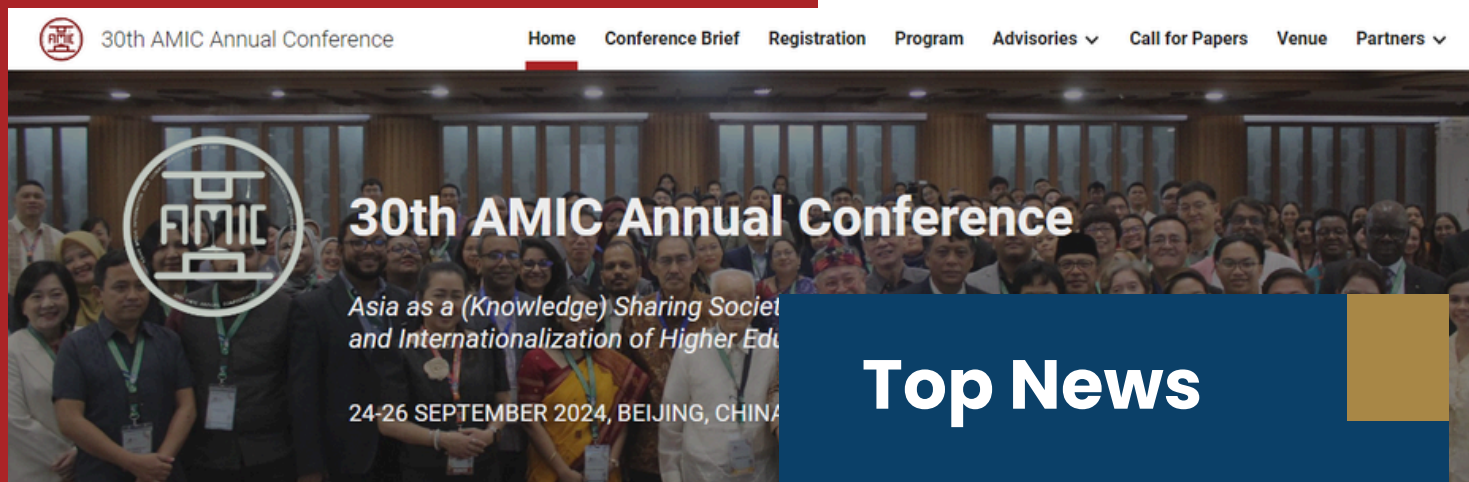 AMIC
30th AMIC Annual Conference
Home
Conference Brief
Registration
Program
Advisories
Call for Papers
Venue
Partners
AMIC
30th AMIC Annual Conference
Asia as a (Knowledge) Sharing Societ
and Internationalization of Higher Edu
24-26 SEPTEMBER 2024, BEIJING, CHINA
Top News